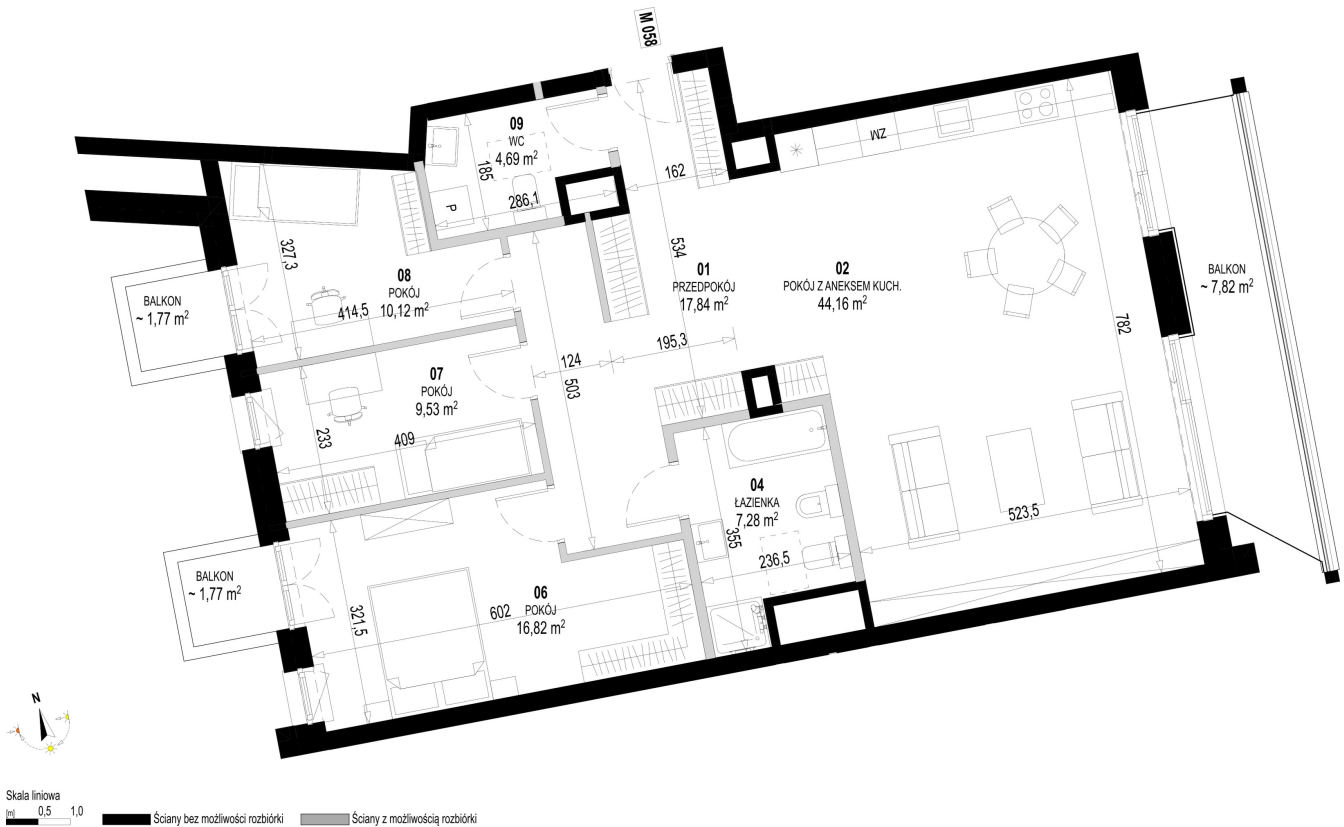 M 058
09
WC
4,69 m²
185
286,1
P
162
ZM
534
01
PRZEDPOKÓJ
17,84 m²
02
POKÓJ Z ANEKSEM KUCH.
44,16 m²
782
BALKON
~ 7,82 m²
327,3
08
POKÓJ
10,12 m²
414,5
BALKON
~ 1,77 m²
195,3
124
503
07
POKÓJ
9,53 m²
233
409
04
ŁAZIENKA
7,28 m²
355
236,5
523,5
BALKON
~ 1,77 m²
321,5
06
POKÓJ
16,82 m²
602
N
Skala liniowa
[m] 0,5 1,0
Ściany bez możliwości rozbiórki
Ściany z możliwością rozbiórki